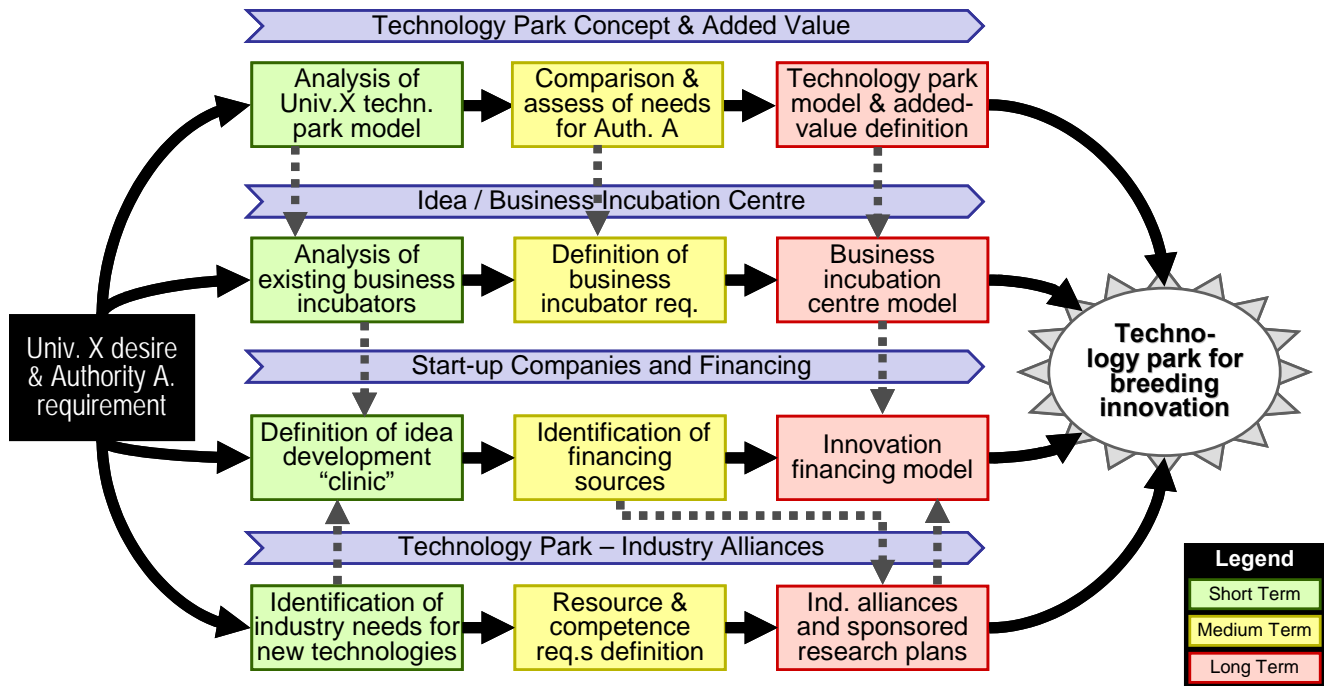 Technology Park Concept & Added Value
Analysis of
Univ.X techn.
park model
Comparison &
assess of needs
for Auth. A
Technology park
model & added-
value definition
Idea / Business Incubation Centre
Analysis of
existing business
incubators
Definition of
business
incubator req.
Business
incubation
centre model
Univ. X desire
& Authority A.
requirement
Techno-
logy park for
breeding
innovation
Start-up Companies and Financing
Definition of idea
development
“clinic”
Identification of
financing
sources
Innovation
financing model
Technology Park – Industry Alliances
Identification of
industry needs for
new technologies
Resource &
competence
req.s definition
Ind. alliances
and sponsored
research plans
Legend
Short Term
Medium Term
Long Term